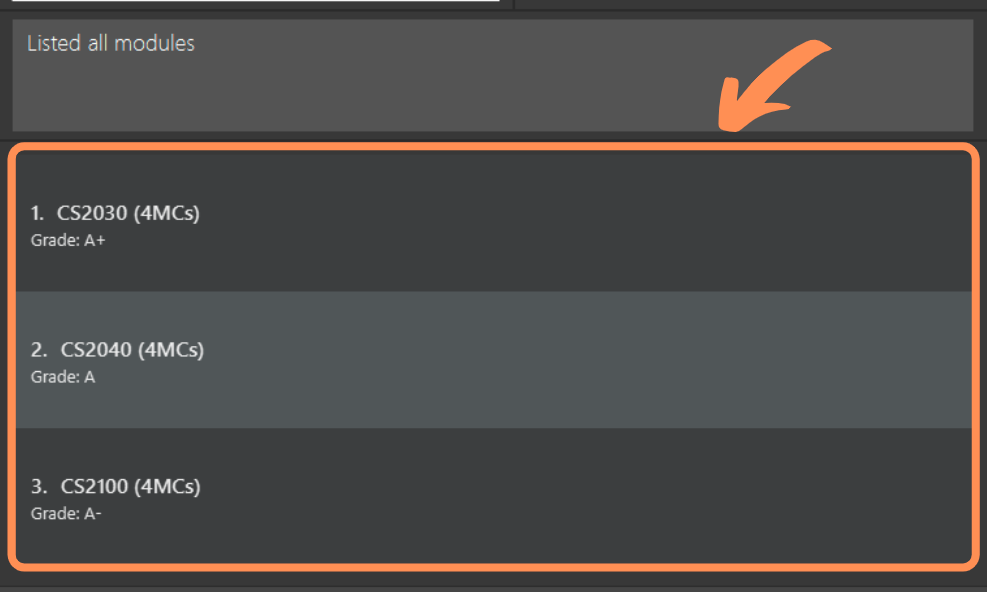 Listed all modules
1. CS2030 (4MCs)
Grade: A+
2. CS2040 (4MCs)
Grade: A
3. CS2100 (4MCs)
Grade: A-